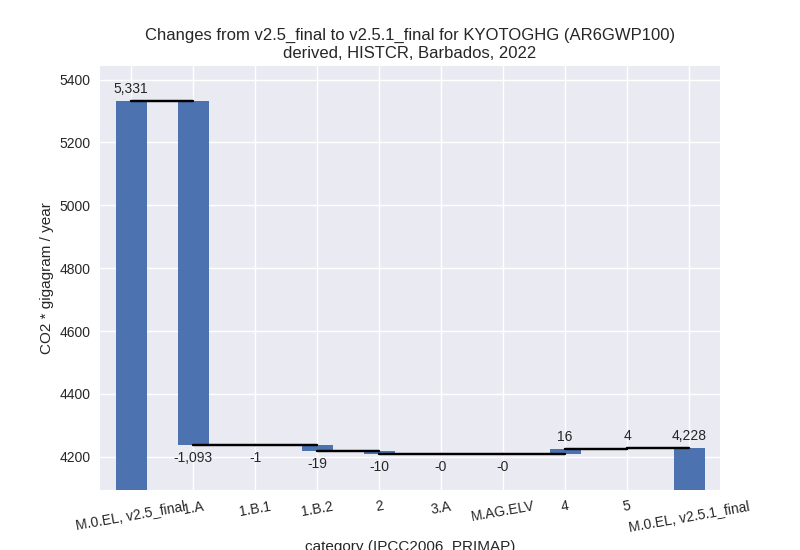 Changes from v2.5_final to v2.5.1_final for KYOTOGHG (AR6GWP100)
derived, HISTCR, Barbados, 2022
CO2 * gigagram / year
5400
5200
5000
4800
4600
4400
4200
5,331
-1,093
-1
-19
-10
-0
-0
16
4
4,228
M.0.EL, v2.5_final
1.A
1.B.1
1.B.2
2
3.A
M.AG.ELV
4
5
M.0.EL, v2.5.1_final
category (IPCC2006_PRIMAP)